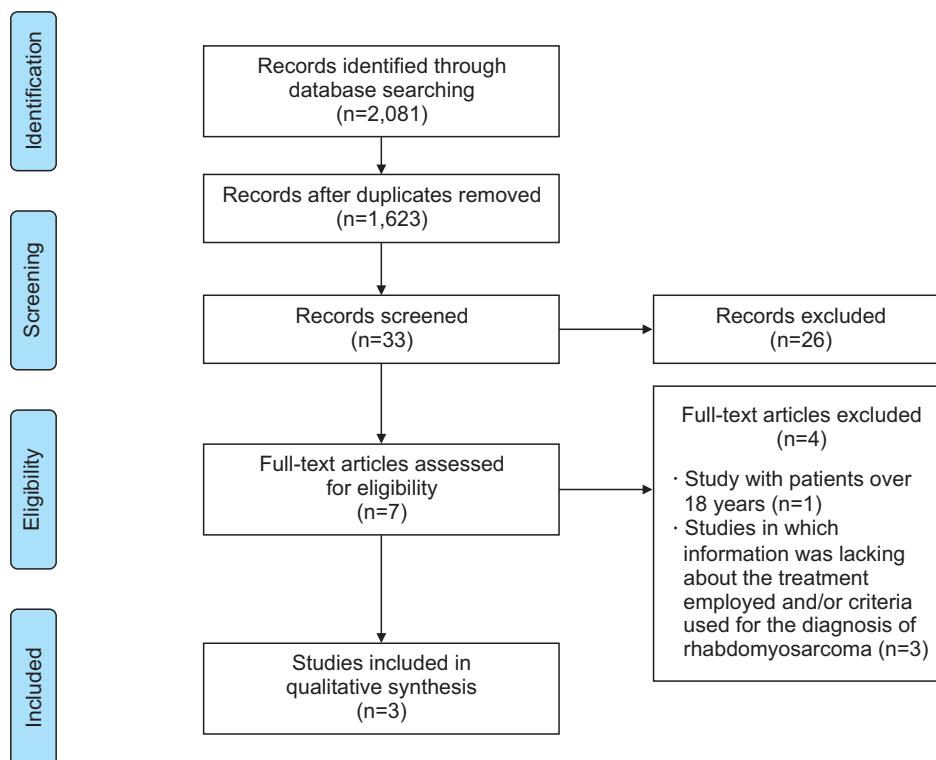 Identification
Records identified through
database searching
(n=2,081)
Records after duplicates removed
(n=1,623)
Screening
Records screened
(n=33)
Records excluded
(n=26)
Eligibility
Full-text articles assessed
for eligibility
(n=7)
Full-text articles excluded
(n=4)
· Study with patients over
18 years (n=1)
· Studies in which
information was lacking
about the treatment
employed and/or criteria
used for the diagnosis of
rhabdomyosarcoma (n=3)
Included
Studies included in
qualitative synthesis
(n=3)